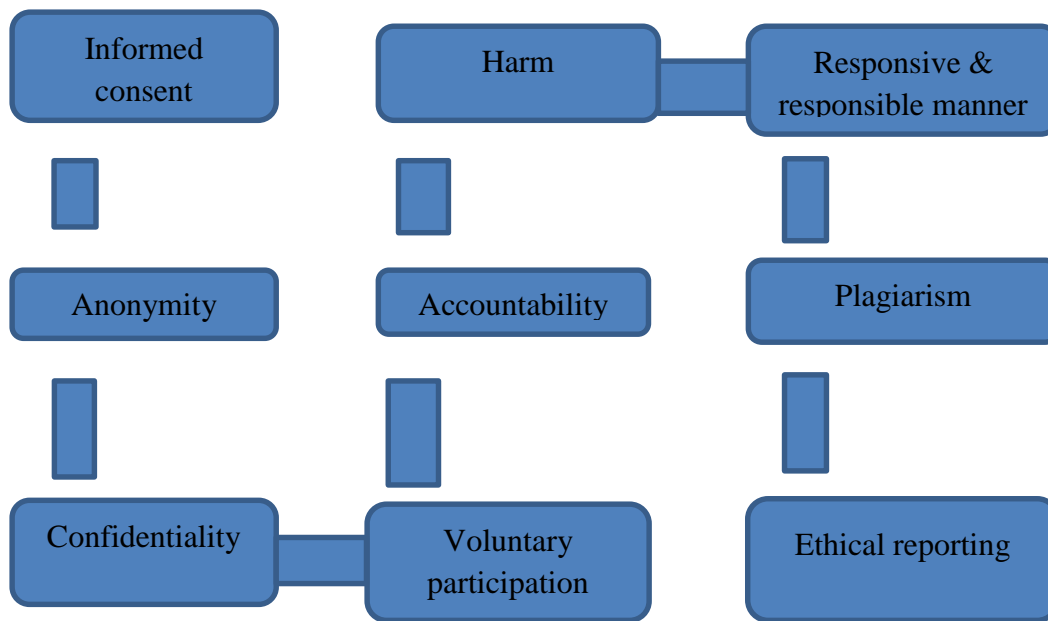 Informed
consent
Harm
Responsive &
responsible manner
Anonymity
Accountability
Plagiarism
Confidentiality
Voluntary
participation
Ethical reporting